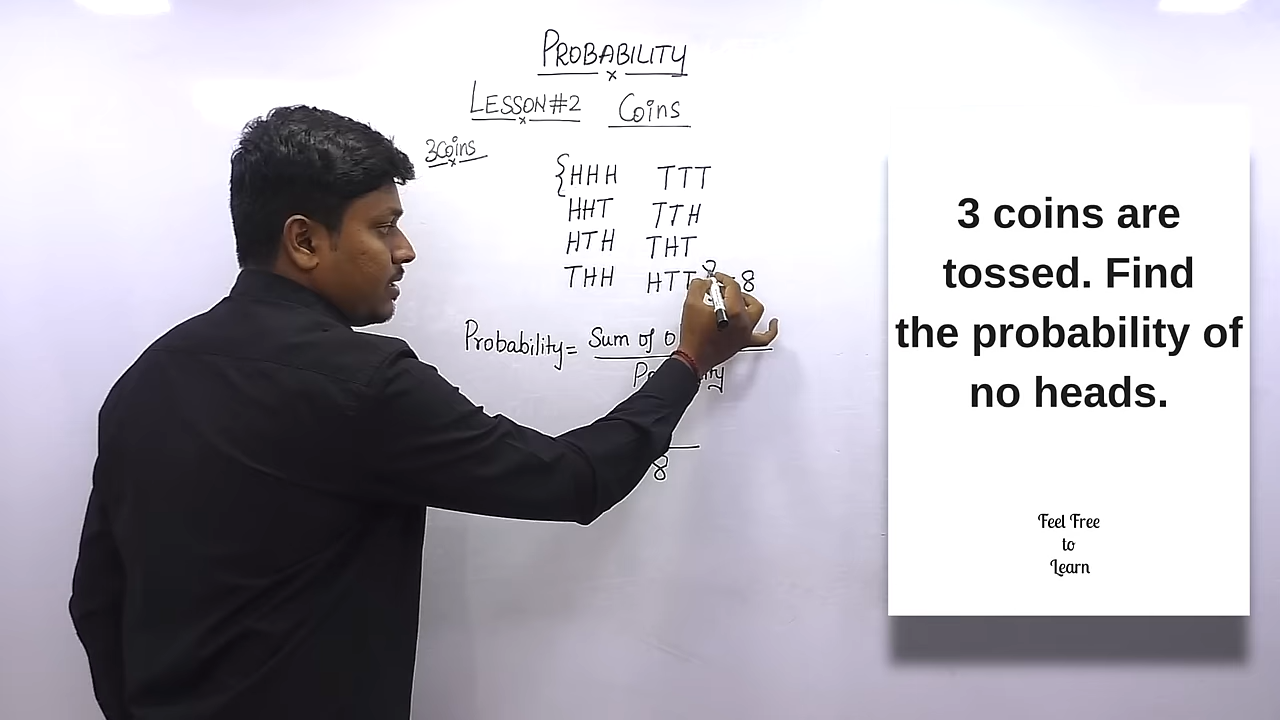 PROBABILITY
LESSON#2 Coins
3Coins
{HHH TTT
HHT TTH
HTH THT
THH HTT 8
Probability= Sum of
8
3 coins are
tossed. Find
the probability of
no heads.
Feel Free
to
Learn